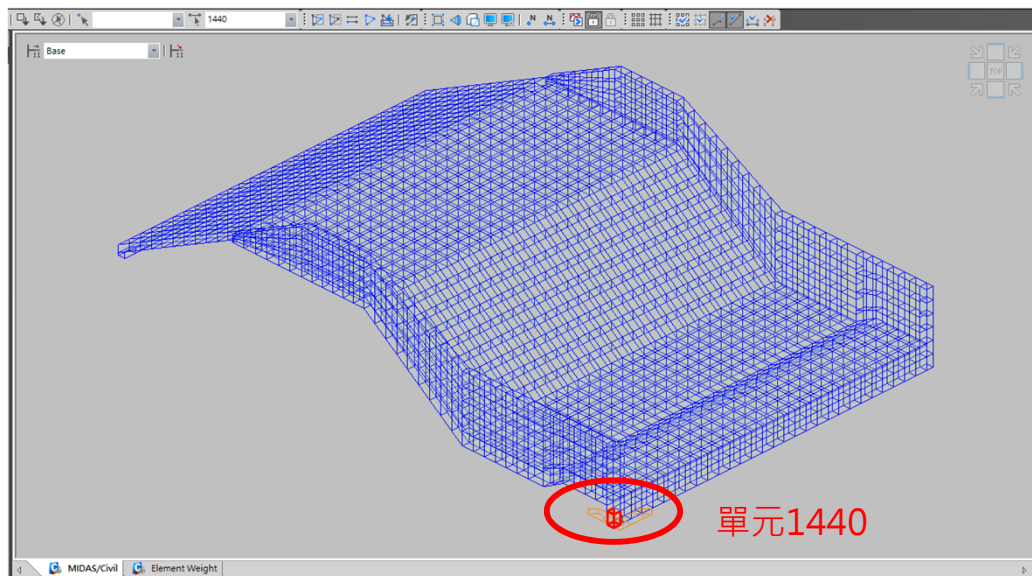 1440
Base
TOP
單元1440
MIDAS/Civil
Element Weight